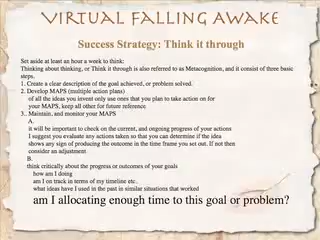 Virtual Falling Awake
Success Strategy: Think it through
Set aside at least an hour a week to think:
Thinking about thinking, or Think it through is also referred to as Metacognition, and it consist of three basic
steps.
1. Create a clear description of the goal achieved, or problem solved.
2. Develop MAPS (multiple action plans)
of all the ideas you invent only use ones that you plan to take action on for
your MAPS, keep all other for future reference
3. Maintain, and monitor your MAPS
A.
it will be important to check on the current, and ongoing progress of your actions
I suggest you evaluate any actions taken so that you can determine if the idea
shows any sign of producing the outcome in the time frame you set out. If not then
consider an adjustment
B.
think critically about the progress or outcomes of your goals
how am I doing
am I on track in terms of my timeline etc.
what ideas have I used in the past in similar situations that worked
am I allocating enough time to this goal or problem?